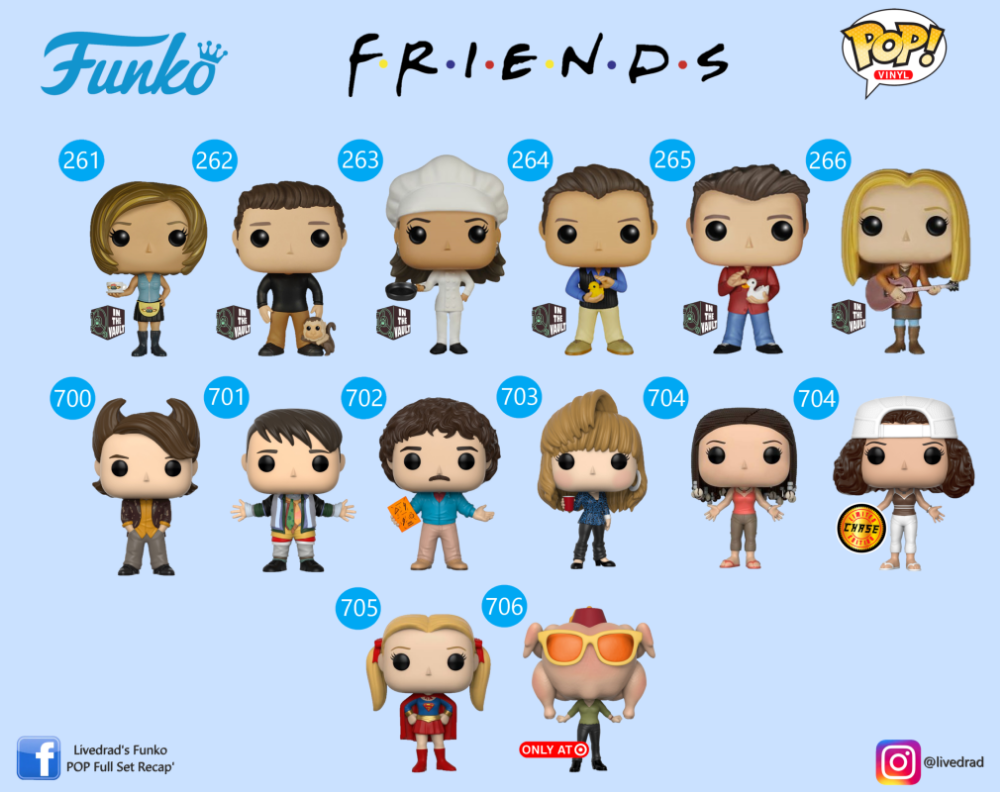 Funko
F·R·I·E·N·D·S
POP!
VINYL
261
262
263
264
265
266
IN THE VAULT
IN THE VAULT
IN THE VAULT
IN THE VAULT
IN THE VAULT
IN THE VAULT
700
701
702
703
704
704
LIMITED
CHASE
EDITION
705
706
ONLY AT
Livedrad's Funko
POP Full Set Recap'
@livedrad